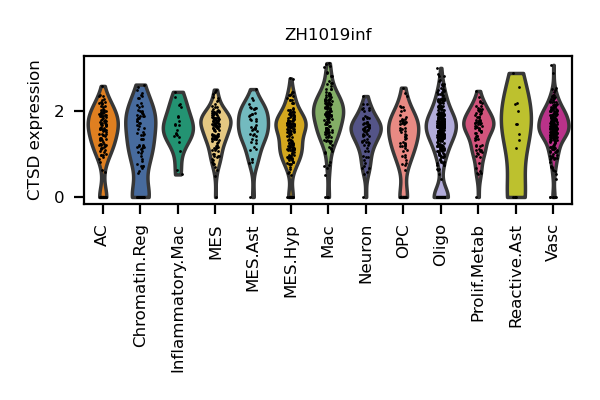 ZH1019inf
CTSD expression
2
0
AC
Chromatin.Reg
Inflammatory.Mac
MES
MES.Ast
MES.Hyp
Mac
Neuron
OPC
Oligo
Prolif.Metab
Reactive.Ast
Vasc